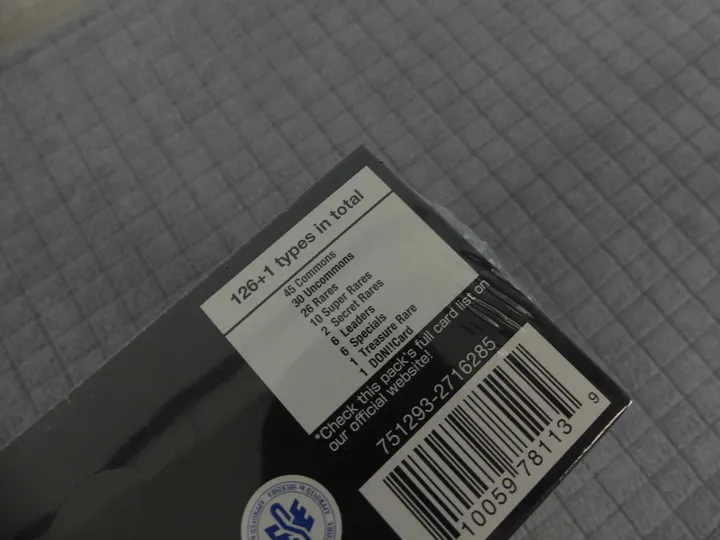 126+1 types in total
45 Commons
30 Uncommons
26 Rares
10 Super Rares
2 Secret Rares
6 Leaders
6 Specials
1 Treasure Rare
1 DON!!Card
*Check this pack's full card list on
our official website!
751293-2716285
10059 78113 9